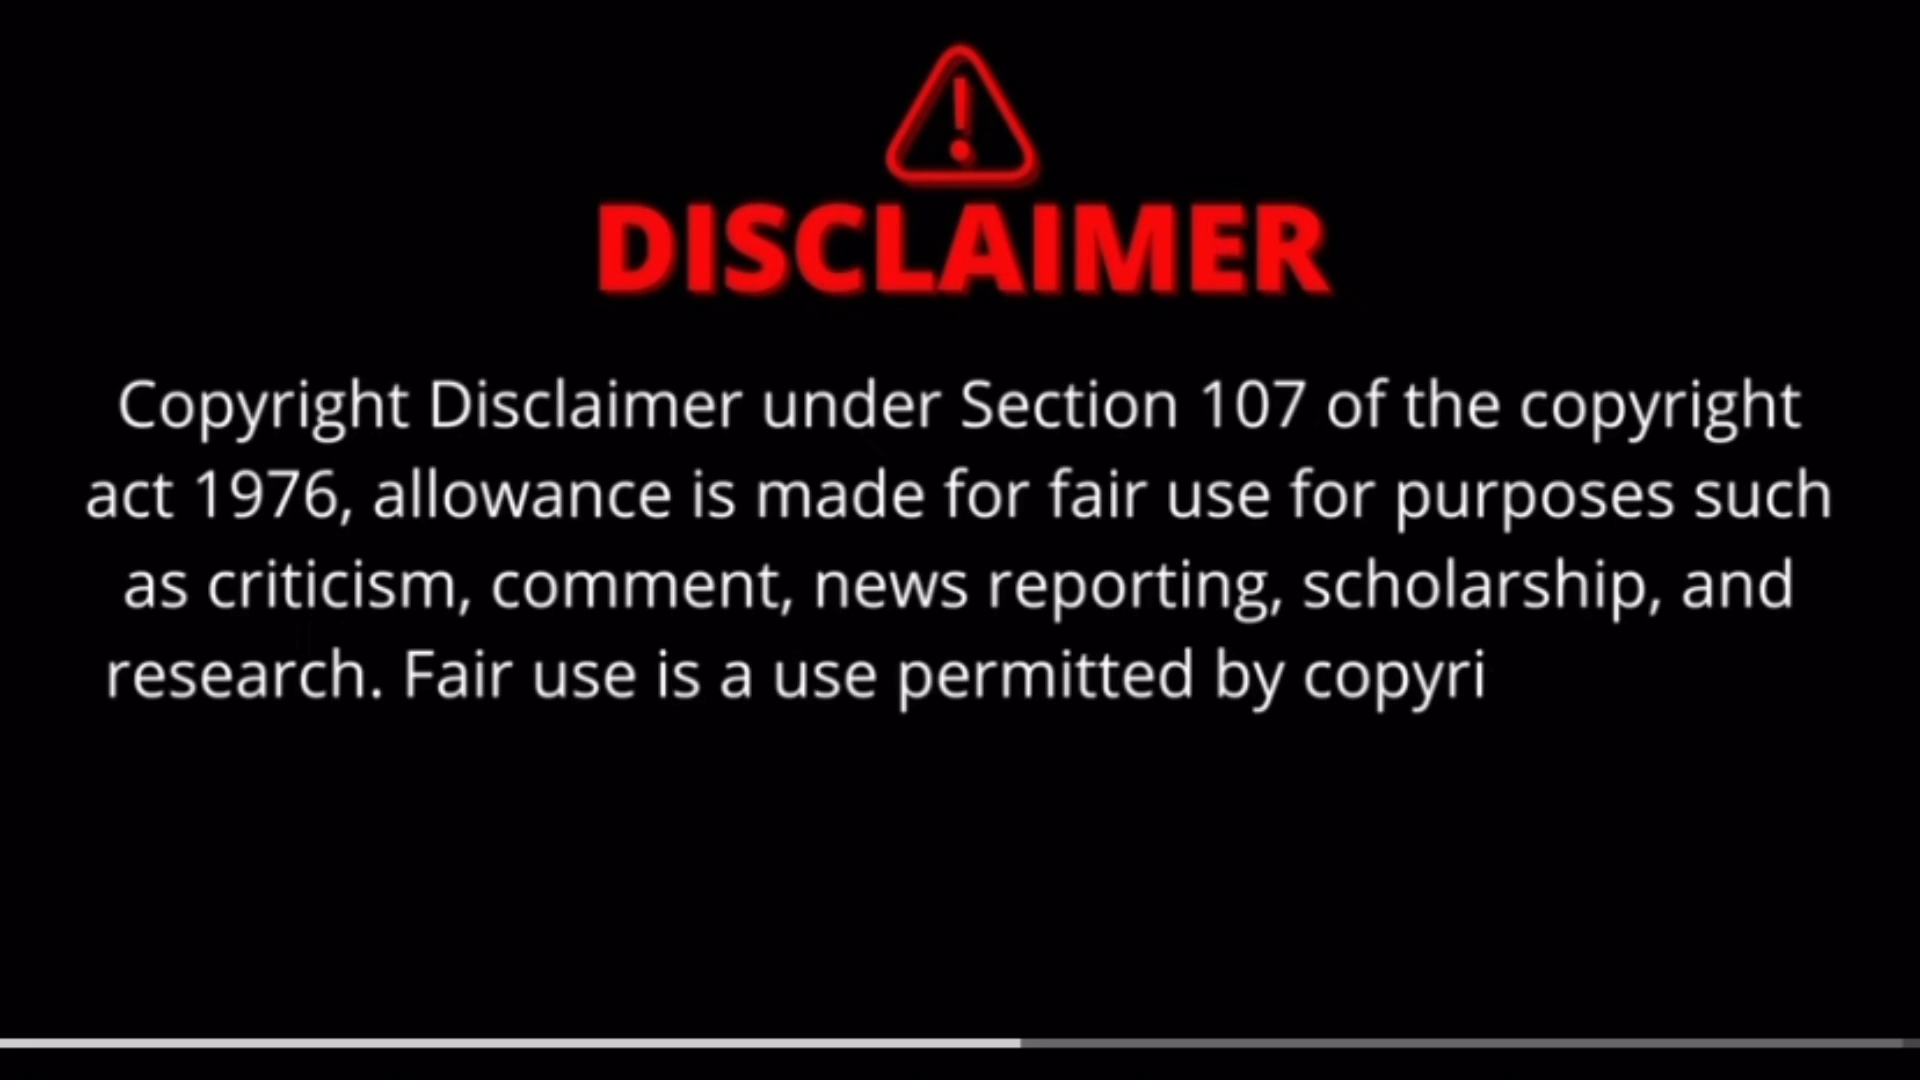 DISCLAIMER
Copyright Disclaimer under Section 107 of the copyright
act 1976, allowance is made for fair use for purposes such
as criticism, comment, news reporting, scholarship, and
research. Fair use is a use permitted by copyri